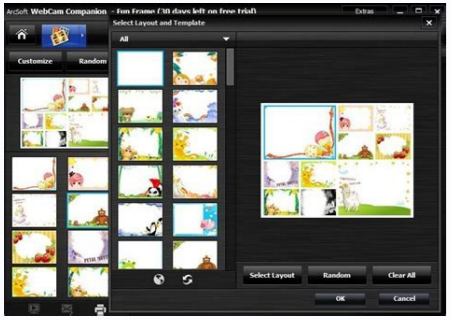 ArcSoft WebCam Companion - Fun Frame (30 days left on free trial)
Extras
Select Layout and Template
All
Customize
Random
Select Layout
Random
Clear All
OK
Cancel